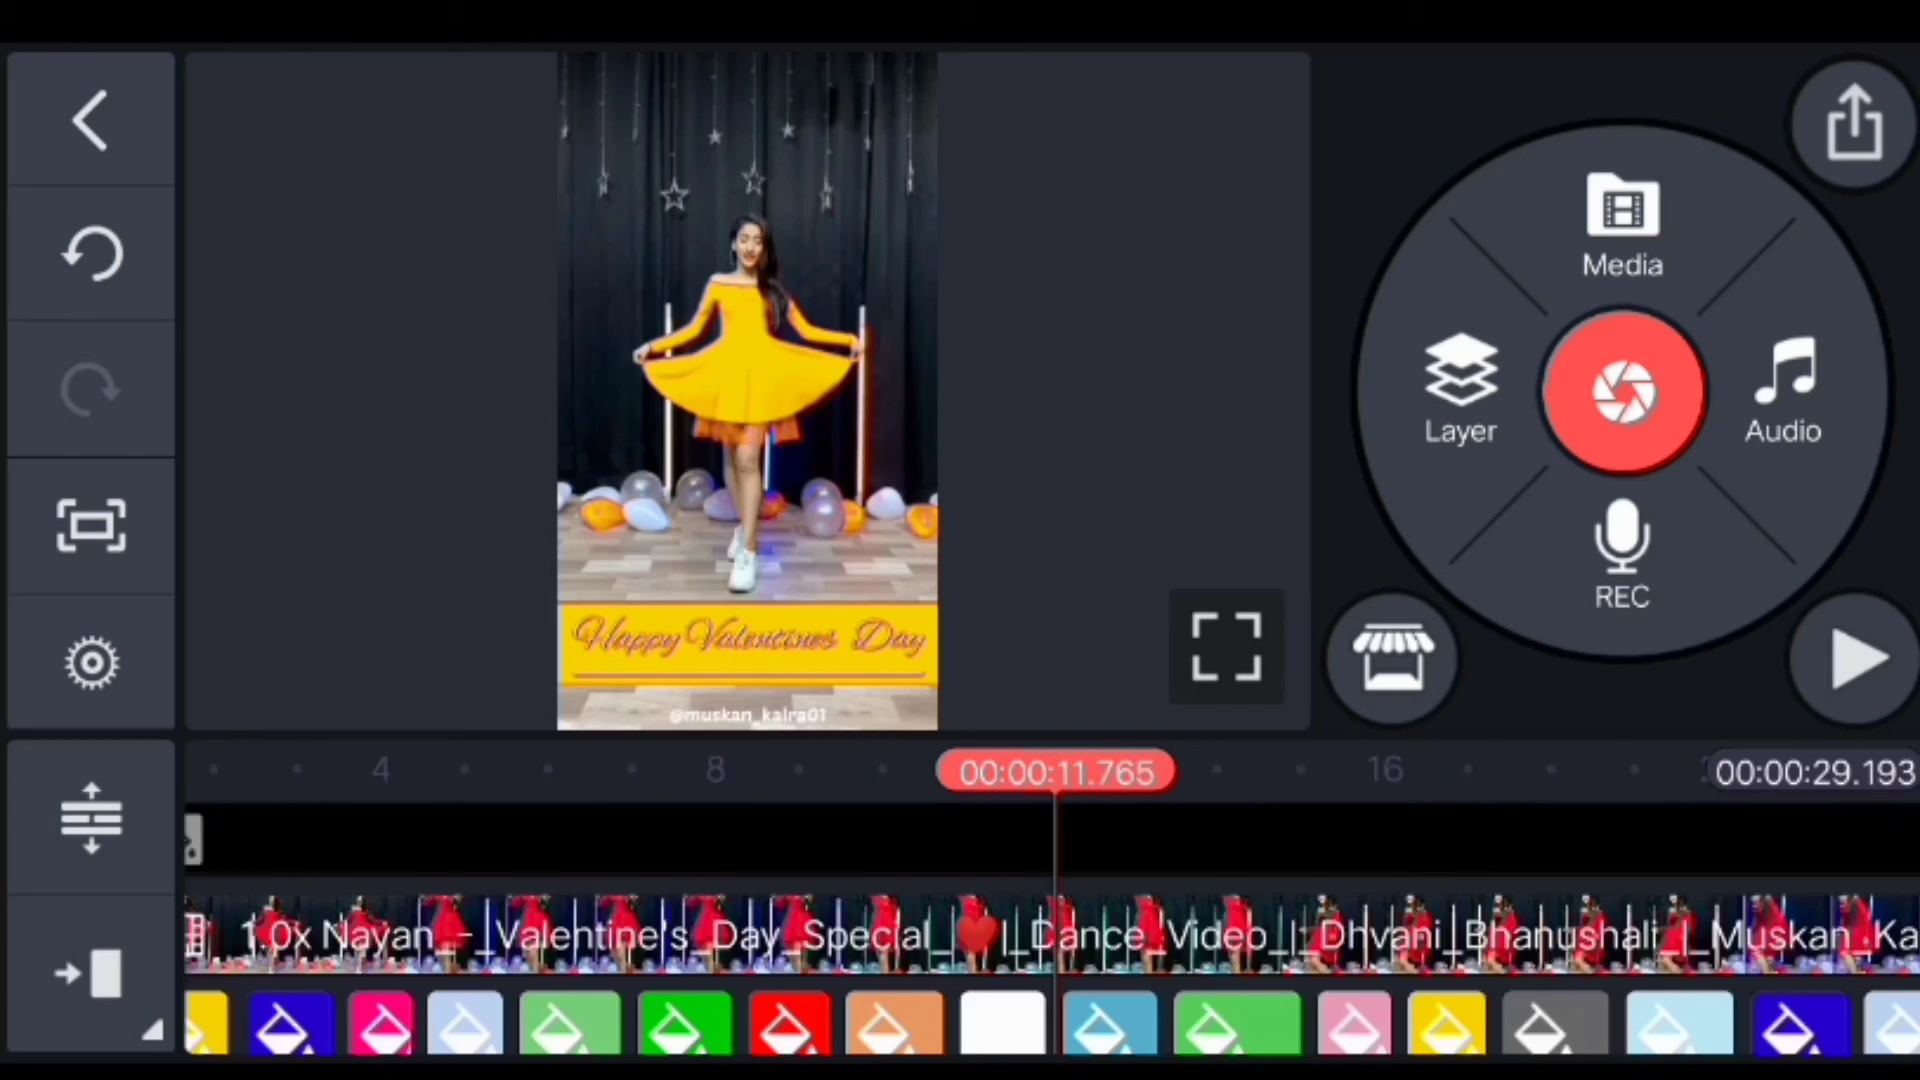 Media
Layer
Audio
REC
Happy Valentines Day
@muskan_kalra01
4
8
00:00:11.765
16
00:00:29.193
1.0x Nayan_-_Valentine's_Day_Special_❤️_|_Dance_Video_|_Dhvani_Bhanushali_|_Muskan_Ka